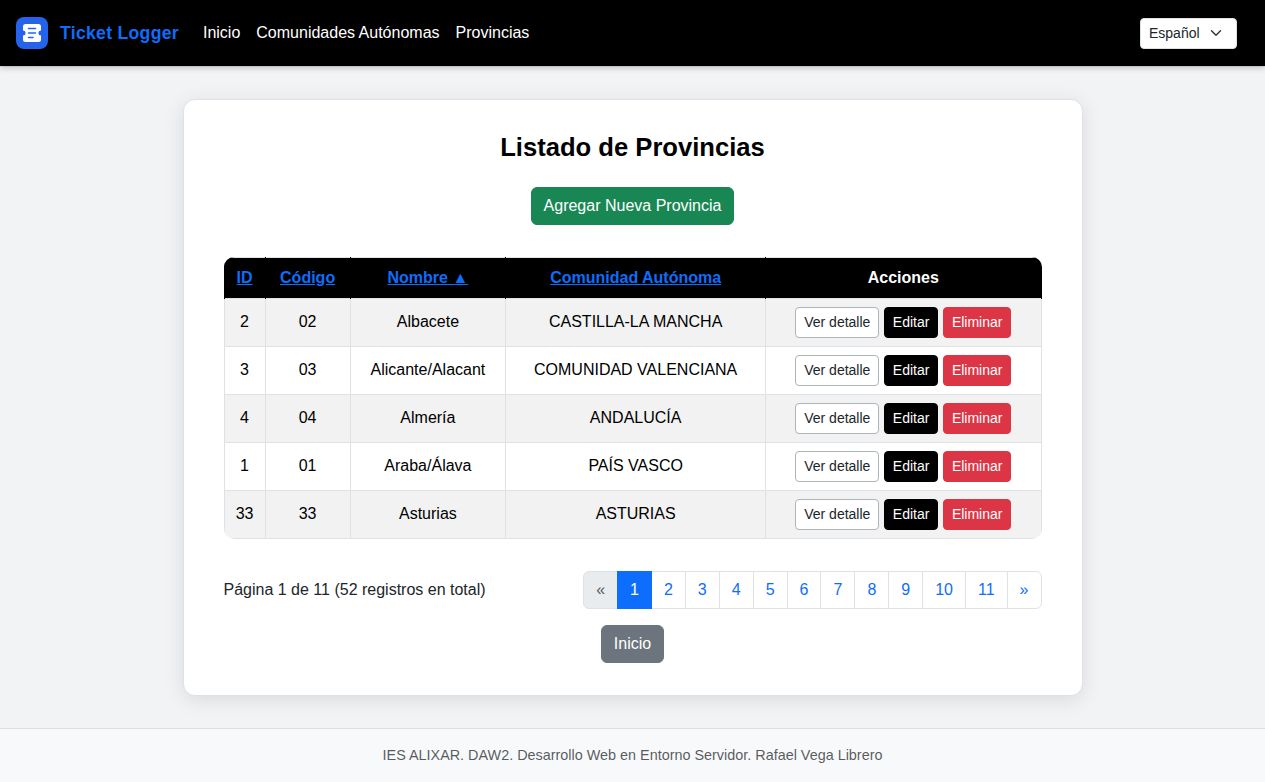 Ticket Logger Inicio Comunidades Autónomas Provincias Español
Listado de Provincias
Agregar Nueva Provincia
ID Código Nombre ▲ Comunidad Autónoma Acciones
2 02 Albacete CASTILLA-LA MANCHA Ver detalle Editar Eliminar
3 03 Alicante/Alacant COMUNIDAD VALENCIANA Ver detalle Editar Eliminar
4 04 Almería ANDALUCÍA Ver detalle Editar Eliminar
1 01 Araba/Álava PAÍS VASCO Ver detalle Editar Eliminar
33 33 Asturias ASTURIAS Ver detalle Editar Eliminar
Página 1 de 11 (52 registros en total) « 1 2 3 4 5 6 7 8 9 10 11 »
Inicio
IES ALIXAR. DAW2. Desarrollo Web en Entorno Servidor. Rafael Vega Librero